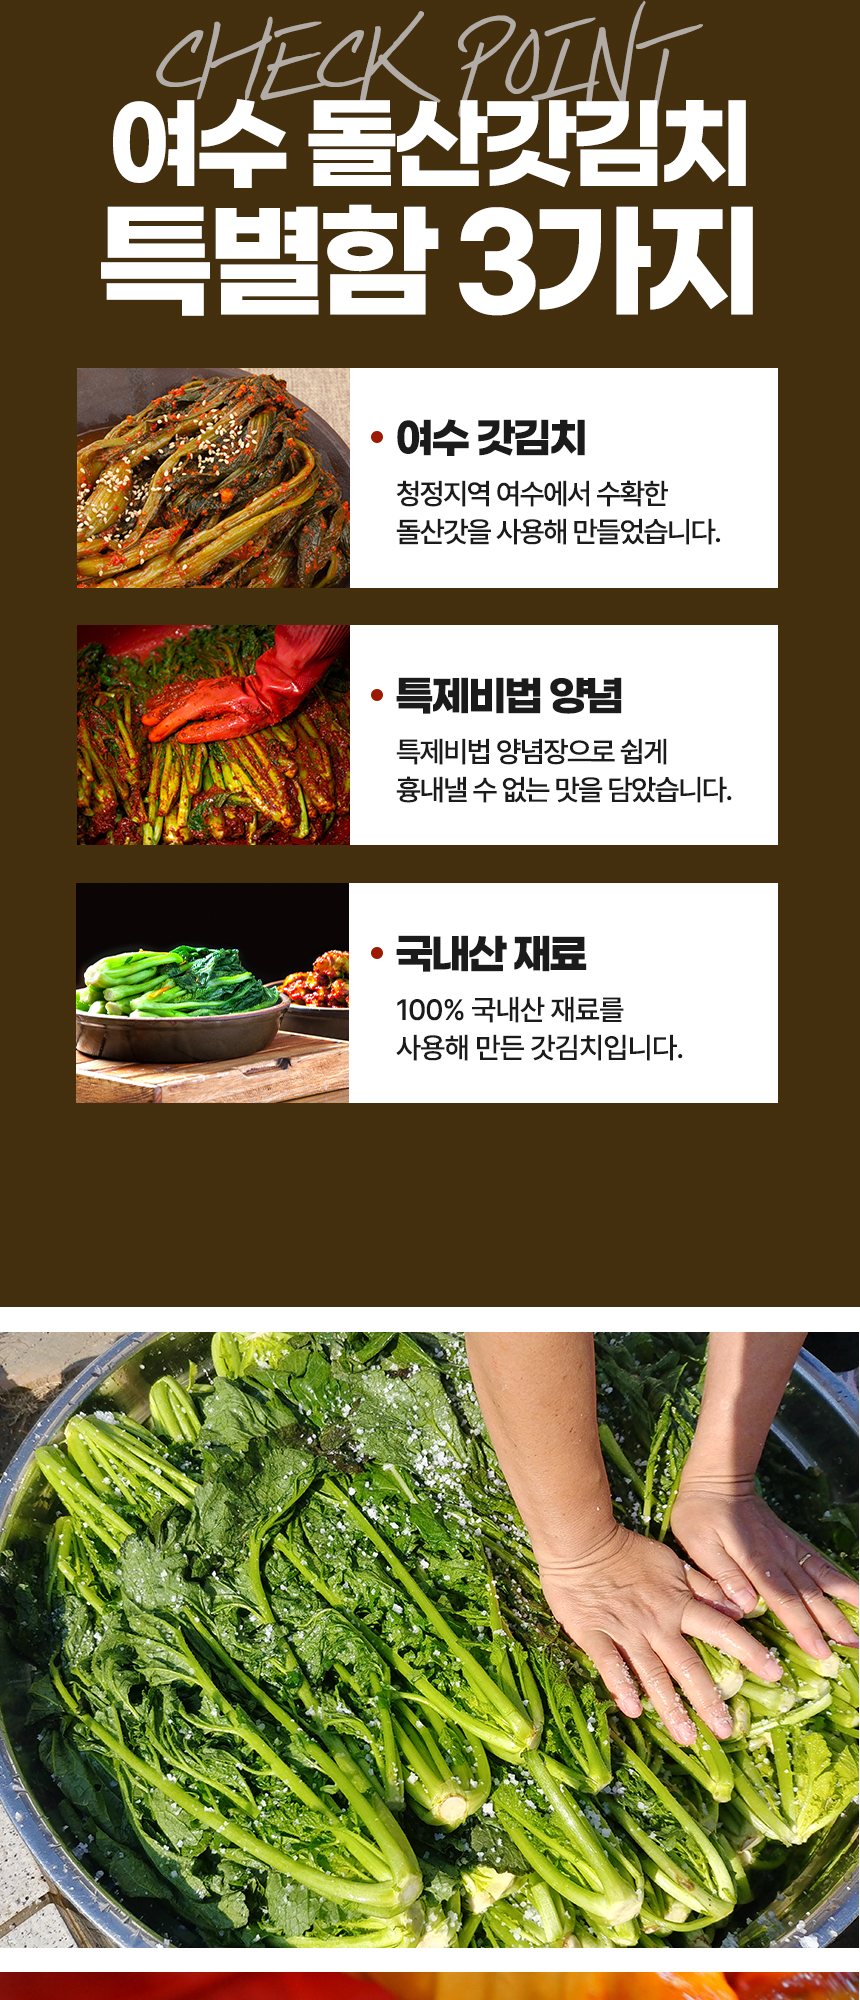 CHECK POINT
여수 돌산갓김치
특별함 3가지
여수 갓김치
청정지역 여수에서 수확한
돌산갓을 사용해 만들었습니다.
특제비법 양념
특제비법 양념장으로 쉽게
흉내낼 수 없는 맛을 담았습니다.
국내산 재료
100% 국내산 재료를
사용해 만든 갓김치입니다.